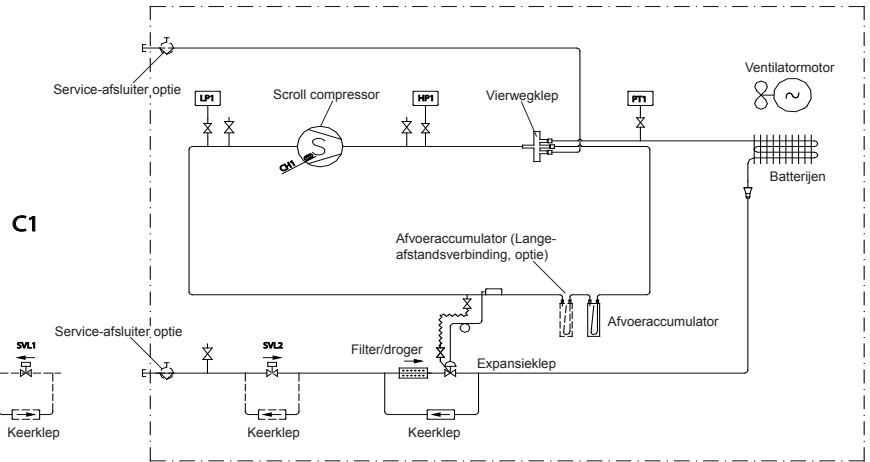 Service-afsluiter optie
LP1
Scroll compressor
HP1
Vierwegklep
PT1
Ventilatormotor
S
CH1
Batterijen
C1
Afvoeraccumulator (Lange-
afstandsverbinding, optie)
Afvoeraccumulator
Service-afsluiter optie
SVL1
SVL2
Filter/droger
Expansieklep
Keerklep
Keerklep
Keerklep